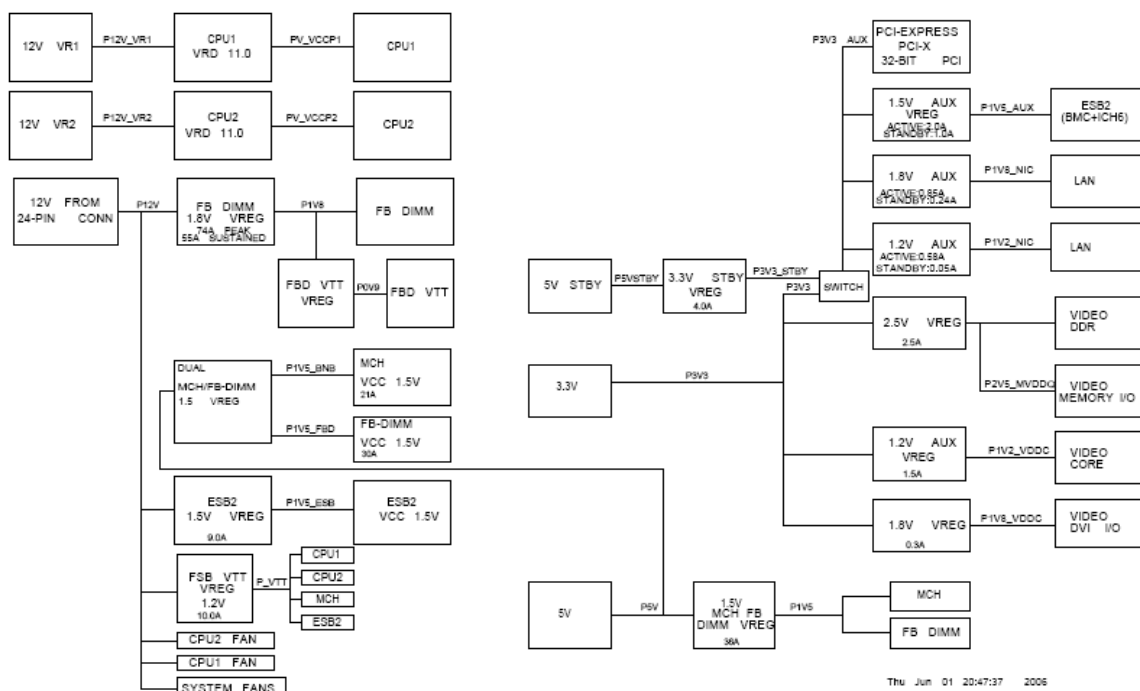 12V VR1
P12V_VR1
CPU1
VRD 11.0
PV_VCCP1
CPU1
12V VR2
P12V_VR2
CPU2
VRD 11.0
PV_VCCP2
CPU2
12V FROM
24-PIN CONN
P12V
FB DIMM
1.8V VREG
74A PEAK
55A SUSTAINED
P1V8
FB DIMM
FBD VTT
VREG
P0V9
FBD VTT
DUAL
MCH/FB-DIMM
1.5 VREG
P1V5_BNB
MCH
VCC 1.5V
21A
P1V5_FBD
FB-DIMM
VCC 1.5V
30A
ESB2
1.5V VREG
9.0A
P1V5_ESB
ESB2
VCC 1.5V
FSB VTT
VREG
1.2V
10.0A
P_VTT
CPU1
CPU2
MCH
ESB2
CPU2 FAN
CPU1 FAN
SYSTEM FANS
P3V3 AUX
PCI-EXPRESS
PCI-X
32-BIT PCI
1.5V AUX
VREG
ACTIVE:2.0A
STANDBY:1.0A
P1V5_AUX
ESB2
(BMC+ICH6)
1.8V AUX
ACTIVE:0.85A
STANDBY:0.24A
P1V8_NIC
LAN
1.2V AUX
ACTIVE:0.58A
STANDBY:0.05A
P1V2_NIC
LAN
5V STBY
P5VSTBY
3.3V STBY
VREG
4.0A
P3V3_STBY
P3V3
SWITCH
2.5V VREG
2.5A
VIDEO
DDR
P2V5_MVDDQ
VIDEO
MEMORY I/O
3.3V
P3V3
1.2V AUX
VREG
1.5A
P1V2_VDDC
VIDEO
CORE
1.8V VREG
0.3A
P1V8_VDDC
VIDEO
DVI I/O
5V
P5V
1.5V
MCH FB
DIMM VREG
36A
P1V5
MCH
FB DIMM
Thu Jun 01 20:47:37 2006